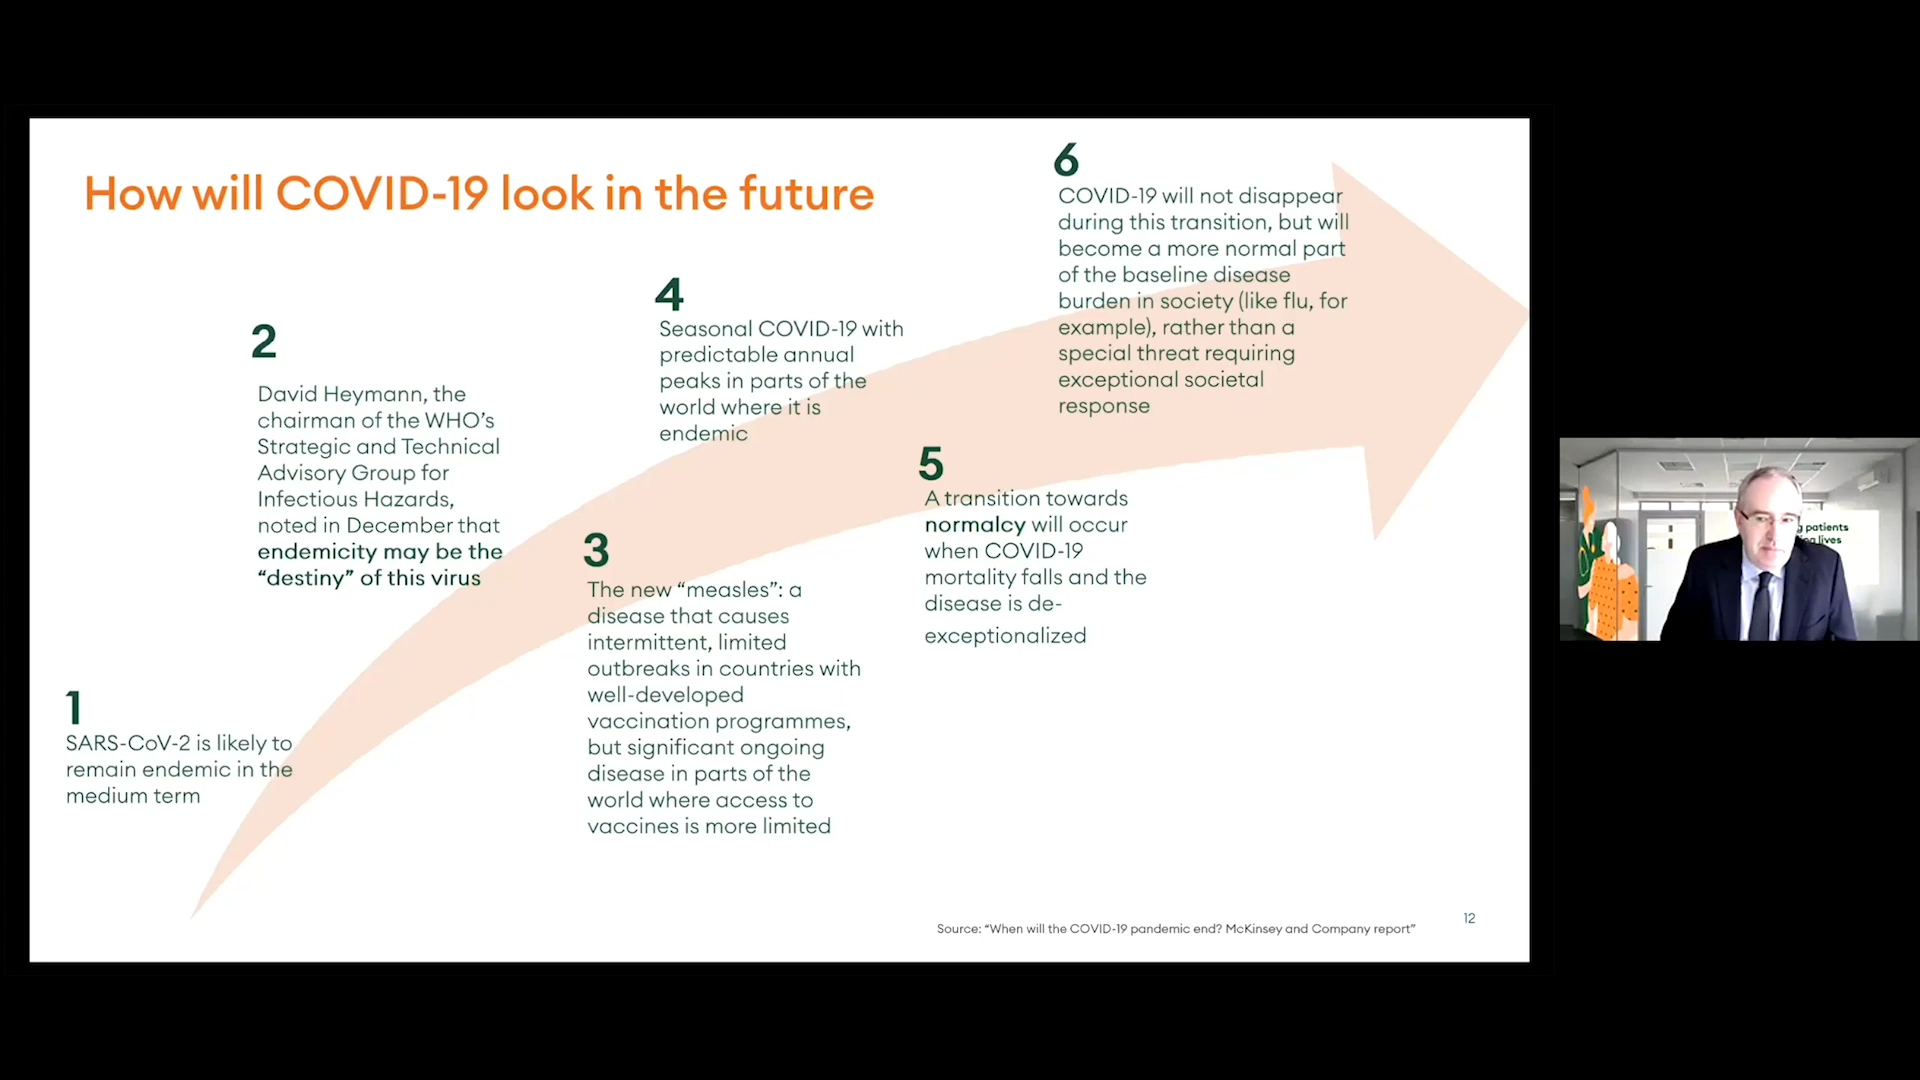 How will COVID-19 look in the future
1
SARS-CoV-2 is likely to
remain endemic in the
medium term
2
David Heymann, the
chairman of the WHO’s
Strategic and Technical
Advisory Group for
Infectious Hazards,
noted in December that
endemicity may be the
“destiny” of this virus
3
The new “measles”: a
disease that causes
intermittent, limited
outbreaks in countries with
well-developed
vaccination programmes,
but significant ongoing
disease in parts of the
world where access to
vaccines is more limited
4
Seasonal COVID-19 with
predictable annual
peaks in parts of the
world where it is
endemic
5
A transition towards
normalcy will occur
when COVID-19
mortality falls and the
disease is de-
exceptionalized
6
COVID-19 will not disappear
during this transition, but will
become a more normal part
of the baseline disease
burden in society (like flu, for
example), rather than a
special threat requiring
exceptional societal
response
Source: “When will the COVID-19 pandemic end? McKinsey and Company report”
12
patients
lives